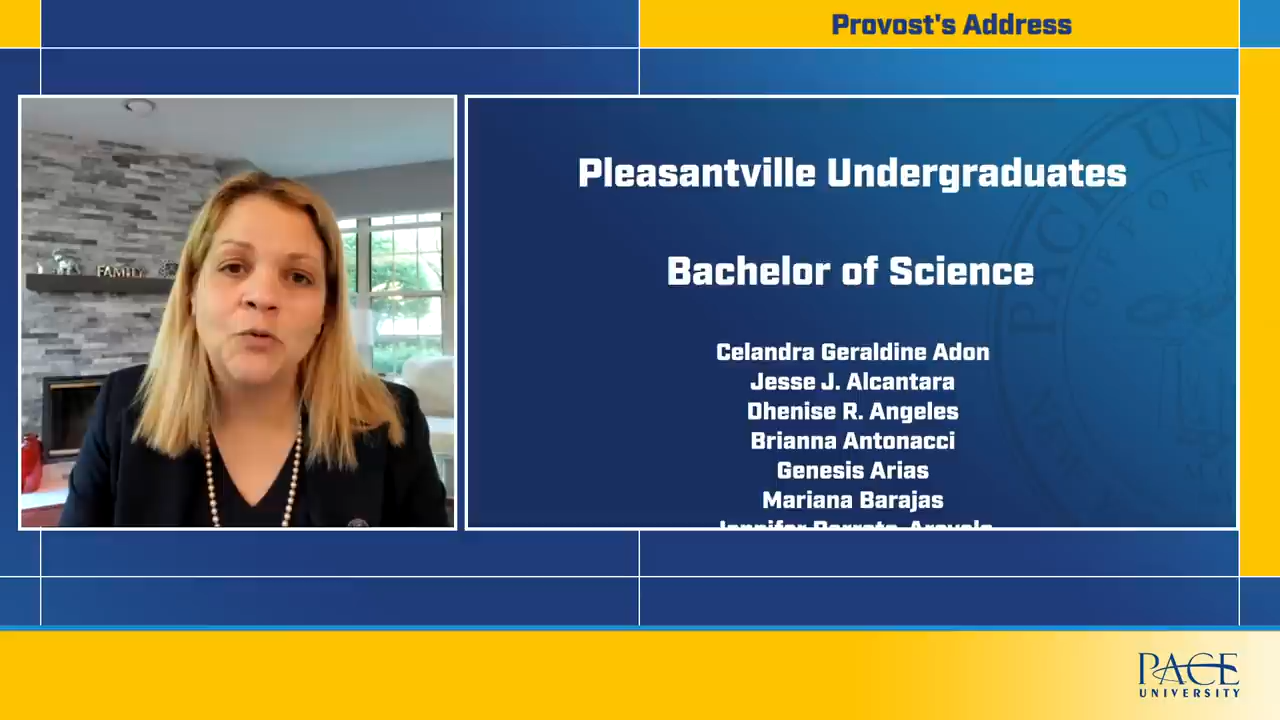 Provost's Address
FAMILY
Pleasantville Undergraduates
Bachelor of Science
Celandra Geraldine Adon
Jesse J. Alcantara
Dhenise R. Angeles
Brianna Antonacci
Genesis Arias
Mariana Barajas
PACE
UNIVERSITY